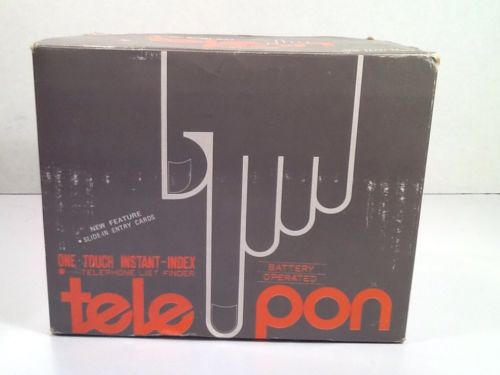 NEW FEATURE
• SLIDE-IN ENTRY CARDS
ONE-TOUCH INSTANT-INDEX
TELEPHONE LIST FINDER
BATTERY
OPERATED
tele pon